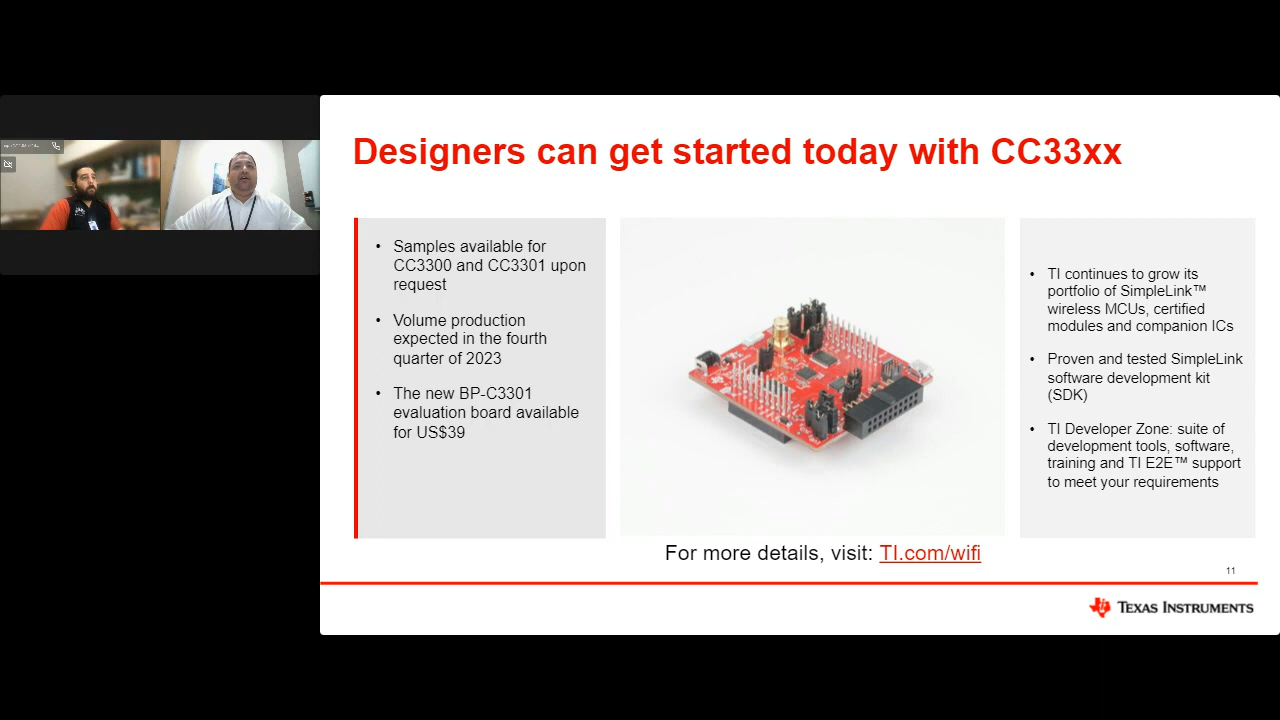 Designers can get started today with CC33xx
• Samples available for
CC3300 and CC3301 upon
request
• Volume production
expected in the fourth
quarter of 2023
• The new BP-C3301
evaluation board available
for US$39
• TI continues to grow its
portfolio of SimpleLink™
wireless MCUs, certified
modules and companion ICs
• Proven and tested SimpleLink
software development kit
(SDK)
• TI Developer Zone: suite of
development tools, software,
training and TI E2E™ support
to meet your requirements
For more details, visit: TI.com/wifi
11
TEXAS INSTRUMENTS